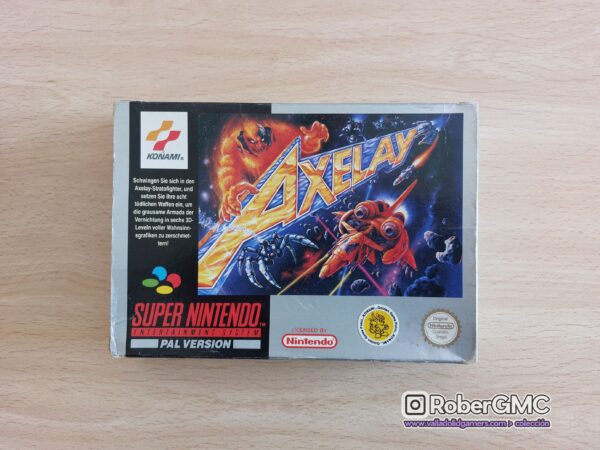 KONAMI®
AXELAY
Schwingen Sie sich in den
Axelay-Stratofighter, und
setzen Sie Ihre acht
tödlichen Waffen ein, um
die grausame Armada der
Vernichtung in sechs 3D-
Leveln voller Wahnsinns-
grafiken zu zerschmet-
tern!
SUPER NINTENDO™
ENTERTAINMENT SYSTEM
PAL VERSION
LICENSED BY
Nintendo
Original
Nintendo
RoberGMC
www.valladolidgamers.com > colección